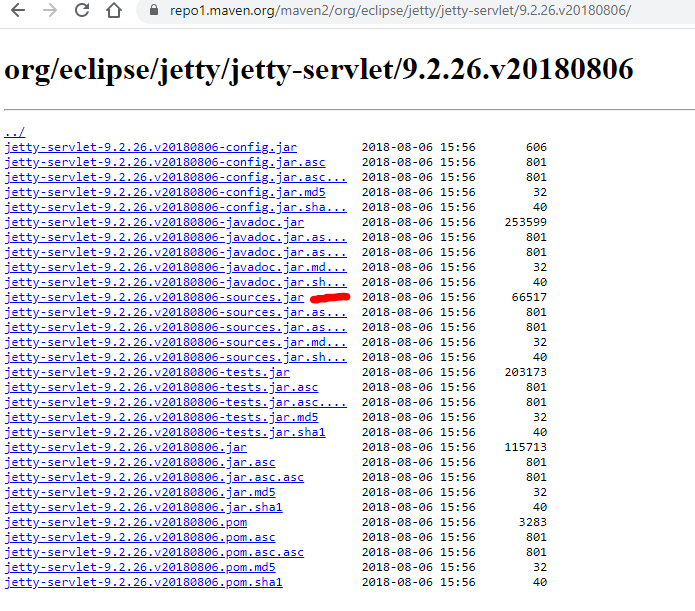 repo1.maven.org/maven2/org/eclipse/jetty/jetty-servlet/9.2.26.v20180806/
org/eclipse/jetty/jetty-servlet/9.2.26.v20180806
../
jetty-servlet-9.2.26.v20180806-config.jar 2018-08-06 15:56 606
jetty-servlet-9.2.26.v20180806-config.jar.asc 2018-08-06 15:56 801
jetty-servlet-9.2.26.v20180806-config.jar.asc... 2018-08-06 15:56 801
jetty-servlet-9.2.26.v20180806-config.jar.md5 2018-08-06 15:56 32
jetty-servlet-9.2.26.v20180806-config.jar.sha... 2018-08-06 15:56 40
jetty-servlet-9.2.26.v20180806-javadoc.jar 2018-08-06 15:56 253599
jetty-servlet-9.2.26.v20180806-javadoc.jar.as... 2018-08-06 15:56 801
jetty-servlet-9.2.26.v20180806-javadoc.jar.as... 2018-08-06 15:56 801
jetty-servlet-9.2.26.v20180806-javadoc.jar.md... 2018-08-06 15:56 32
jetty-servlet-9.2.26.v20180806-javadoc.jar.sh... 2018-08-06 15:56 40
jetty-servlet-9.2.26.v20180806-sources.jar 2018-08-06 15:56 66517
jetty-servlet-9.2.26.v20180806-sources.jar.as... 2018-08-06 15:56 801
jetty-servlet-9.2.26.v20180806-sources.jar.as... 2018-08-06 15:56 801
jetty-servlet-9.2.26.v20180806-sources.jar.md... 2018-08-06 15:56 32
jetty-servlet-9.2.26.v20180806-sources.jar.sh... 2018-08-06 15:56 40
jetty-servlet-9.2.26.v20180806-tests.jar 2018-08-06 15:56 203173
jetty-servlet-9.2.26.v20180806-tests.jar.asc 2018-08-06 15:56 801
jetty-servlet-9.2.26.v20180806-tests.jar.asc.... 2018-08-06 15:56 801
jetty-servlet-9.2.26.v20180806-tests.jar.md5 2018-08-06 15:56 32
jetty-servlet-9.2.26.v20180806-tests.jar.sha1 2018-08-06 15:56 40
jetty-servlet-9.2.26.v20180806.jar 2018-08-06 15:56 115713
jetty-servlet-9.2.26.v20180806.jar.asc 2018-08-06 15:56 801
jetty-servlet-9.2.26.v20180806.jar.asc.asc 2018-08-06 15:56 801
jetty-servlet-9.2.26.v20180806.jar.md5 2018-08-06 15:56 32
jetty-servlet-9.2.26.v20180806.jar.sha1 2018-08-06 15:56 40
jetty-servlet-9.2.26.v20180806.pom 2018-08-06 15:56 3283
jetty-servlet-9.2.26.v20180806.pom.asc 2018-08-06 15:56 801
jetty-servlet-9.2.26.v20180806.pom.asc.asc 2018-08-06 15:56 801
jetty-servlet-9.2.26.v20180806.pom.md5 2018-08-06 15:56 32
jetty-servlet-9.2.26.v20180806.pom.sha1 2018-08-06 15:56 40